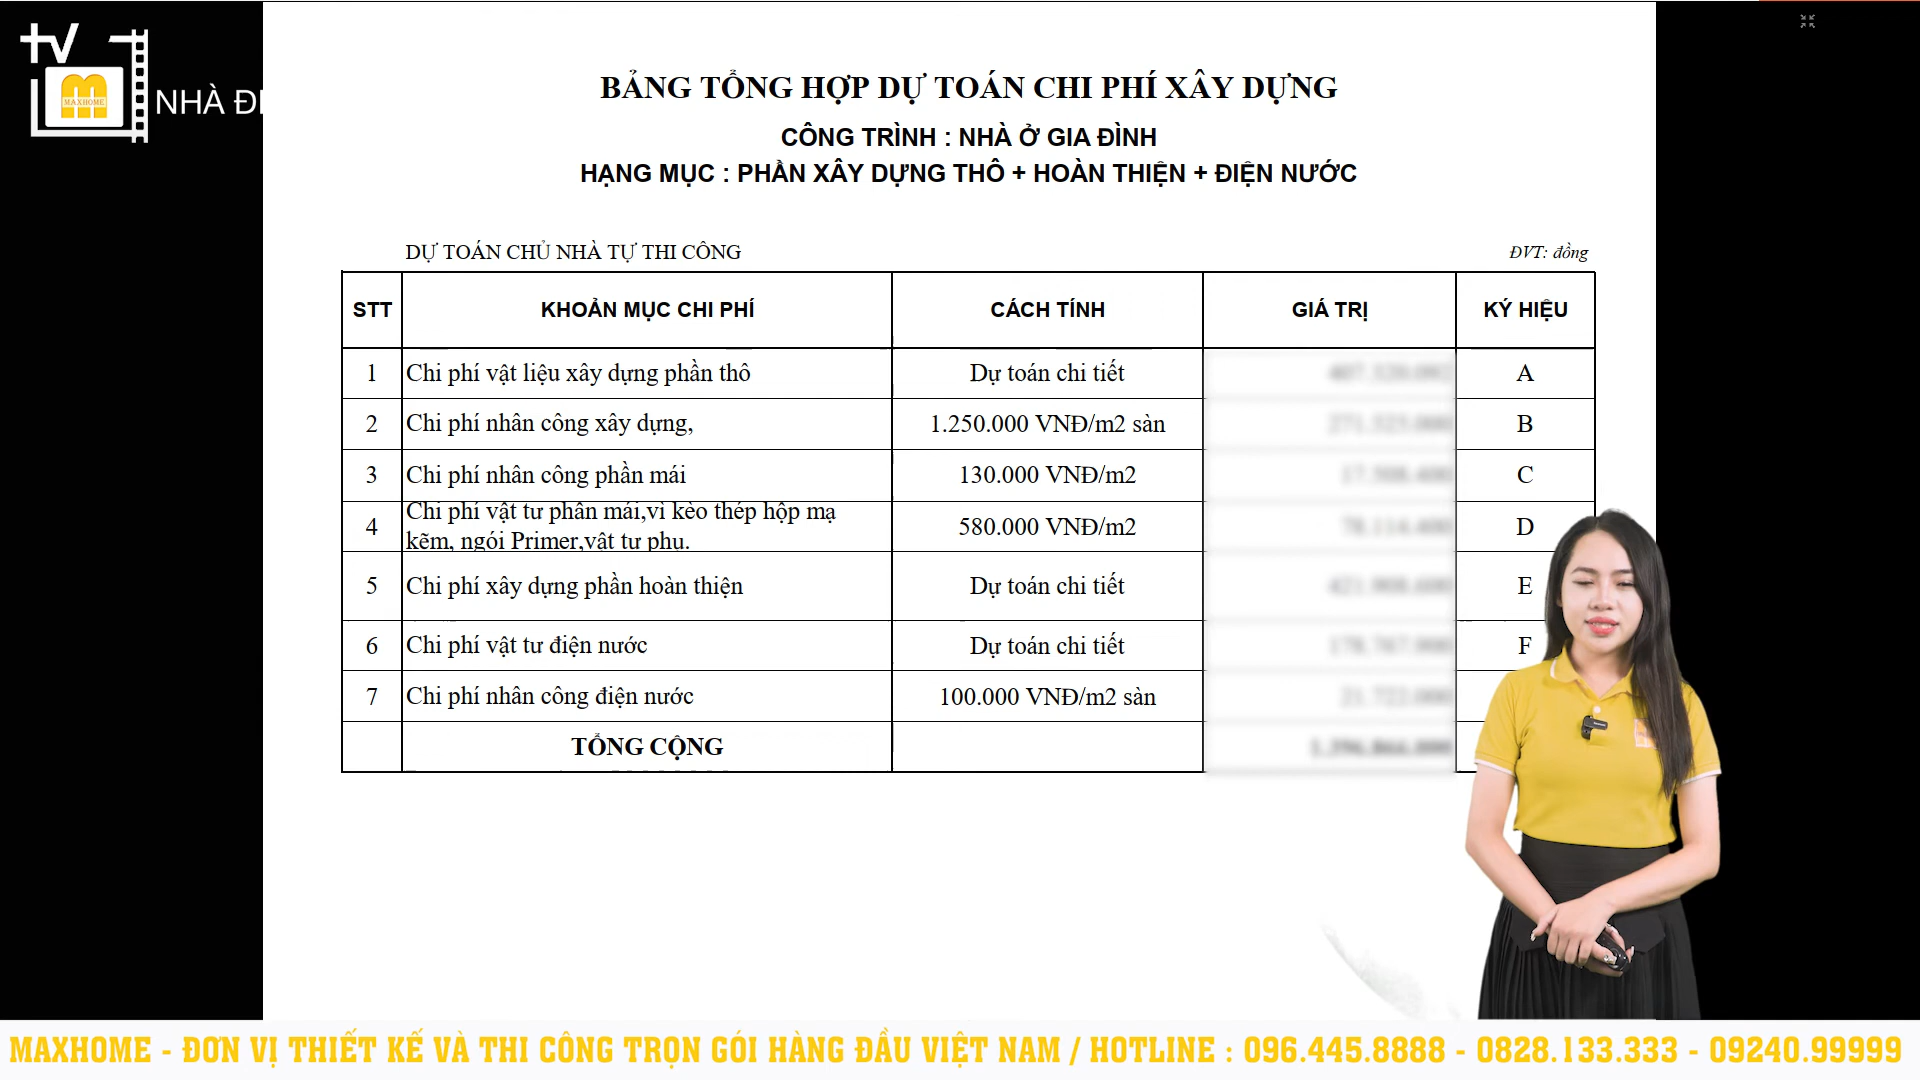 tv
MAXHOME
NHÀ Đ
BẢNG TỔNG HỢP DỰ TOÁN CHI PHÍ XÂY DỰNG
CÔNG TRÌNH : NHÀ Ở GIA ĐÌNH
HẠNG MỤC : PHẦN XÂY DỰNG THÔ + HOÀN THIỆN + ĐIỆN NƯỚC
DỰ TOÁN CHỦ NHÀ TỰ THI CÔNG ĐVT: đồng
STT KHOẢN MỤC CHI PHÍ CÁCH TÍNH GIÁ TRỊ KÝ HIỆU
1 Chi phí vật liệu xây dựng phần thô Dự toán chi tiết A
2 Chi phí nhân công xây dựng, 1.250.000 VNĐ/m2 sàn B
3 Chi phí nhân công phần mái 130.000 VNĐ/m2 C
4 Chi phí vật tư phần mái,vì kèo thép hộp mạ kẽm, ngói Primer,vật tư phụ. 580.000 VNĐ/m2 D
5 Chi phí xây dựng phần hoàn thiện Dự toán chi tiết E
6 Chi phí vật tư điện nước Dự toán chi tiết F
7 Chi phí nhân công điện nước 100.000 VNĐ/m2 sàn
TỔNG CỘNG
MAXHOME - ĐƠN VỊ THIẾT KẾ VÀ THI CÔNG TRỌN GÓI HÀNG ĐẦU VIỆT NAM / HOTLINE : 096.445.8888 - 0828.133.333 - 09240.99999